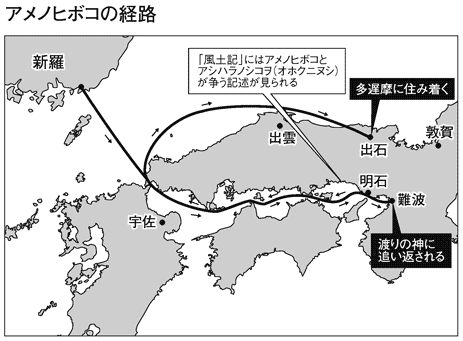 アメノヒボコの経路
新羅
「風土記」にはアメノヒボコと
アシハラノシコヲ(オホクニヌシ)
が争う記述が見られる
多遅摩に住み着く
敦賀
出雲
出石
明石
難波
宇佐
渡りの神に
追い返される